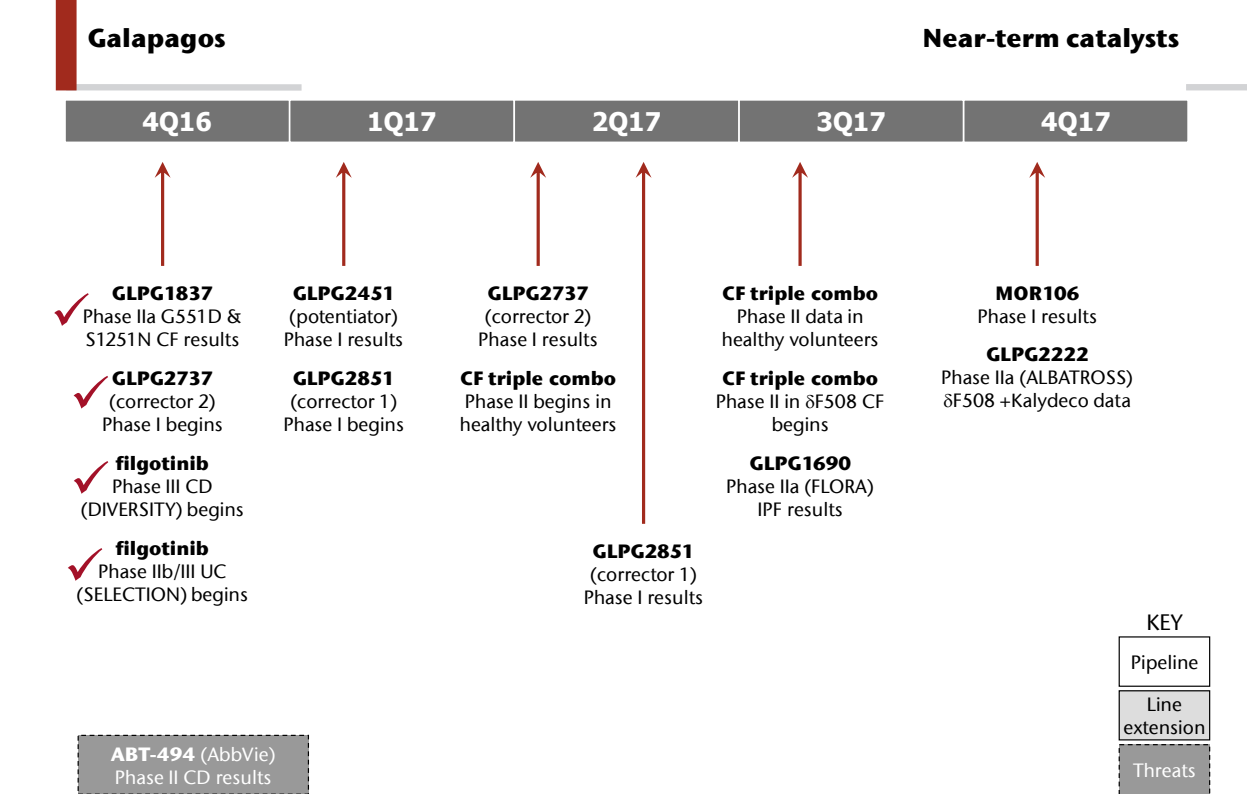 Galapagos
Near-term catalysts
4Q16
1Q17
2Q17
3Q17
4Q17
GLPG1837
Phase IIa G551D &
S1251N CF results
GLPG2737
(corrector 2)
Phase I begins
filgotinib
Phase III CD
(DIVERSITY) begins
filgotinib
Phase IIb/III UC
(SELECTION) begins
GLPG2451
(potentiator)
Phase I results
GLPG2851
(corrector 1)
Phase I begins
GLPG2737
(corrector 2)
Phase I results
CF triple combo
Phase II begins in
healthy volunteers
GLPG2851
(corrector 1)
Phase I results
CF triple combo
Phase II data in
healthy volunteers
CF triple combo
Phase II in δF508 CF
begins
GLPG1690
Phase IIa (FLORA)
IPF results
MOR106
Phase I results
GLPG2222
Phase IIa (ALBATROSS)
δF508 +Kalydeco data
KEY
Pipeline
Line
extension
Threats
ABT-494 (AbbVie)
Phase II CD results